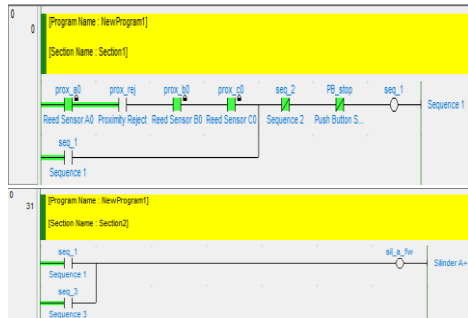 0
0
[Program Name : NewProgram1]
[Section Name : Section1]
prox_a0 prox_rej prox_b0 prox_c0 seq_2 PB_stop seq_1
Reed Sensor A0 Proximity Reject Reed Sensor B0 Reed Sensor C0 Sequence 2 Push Button S... Sequence 1
seq_1
Sequence 1
0
31
[Program Name : NewProgram1]
[Section Name : Section2]
seq_1 sil_a_fw
Sequence 1 Silinder A+
seq_3
Sequence 3